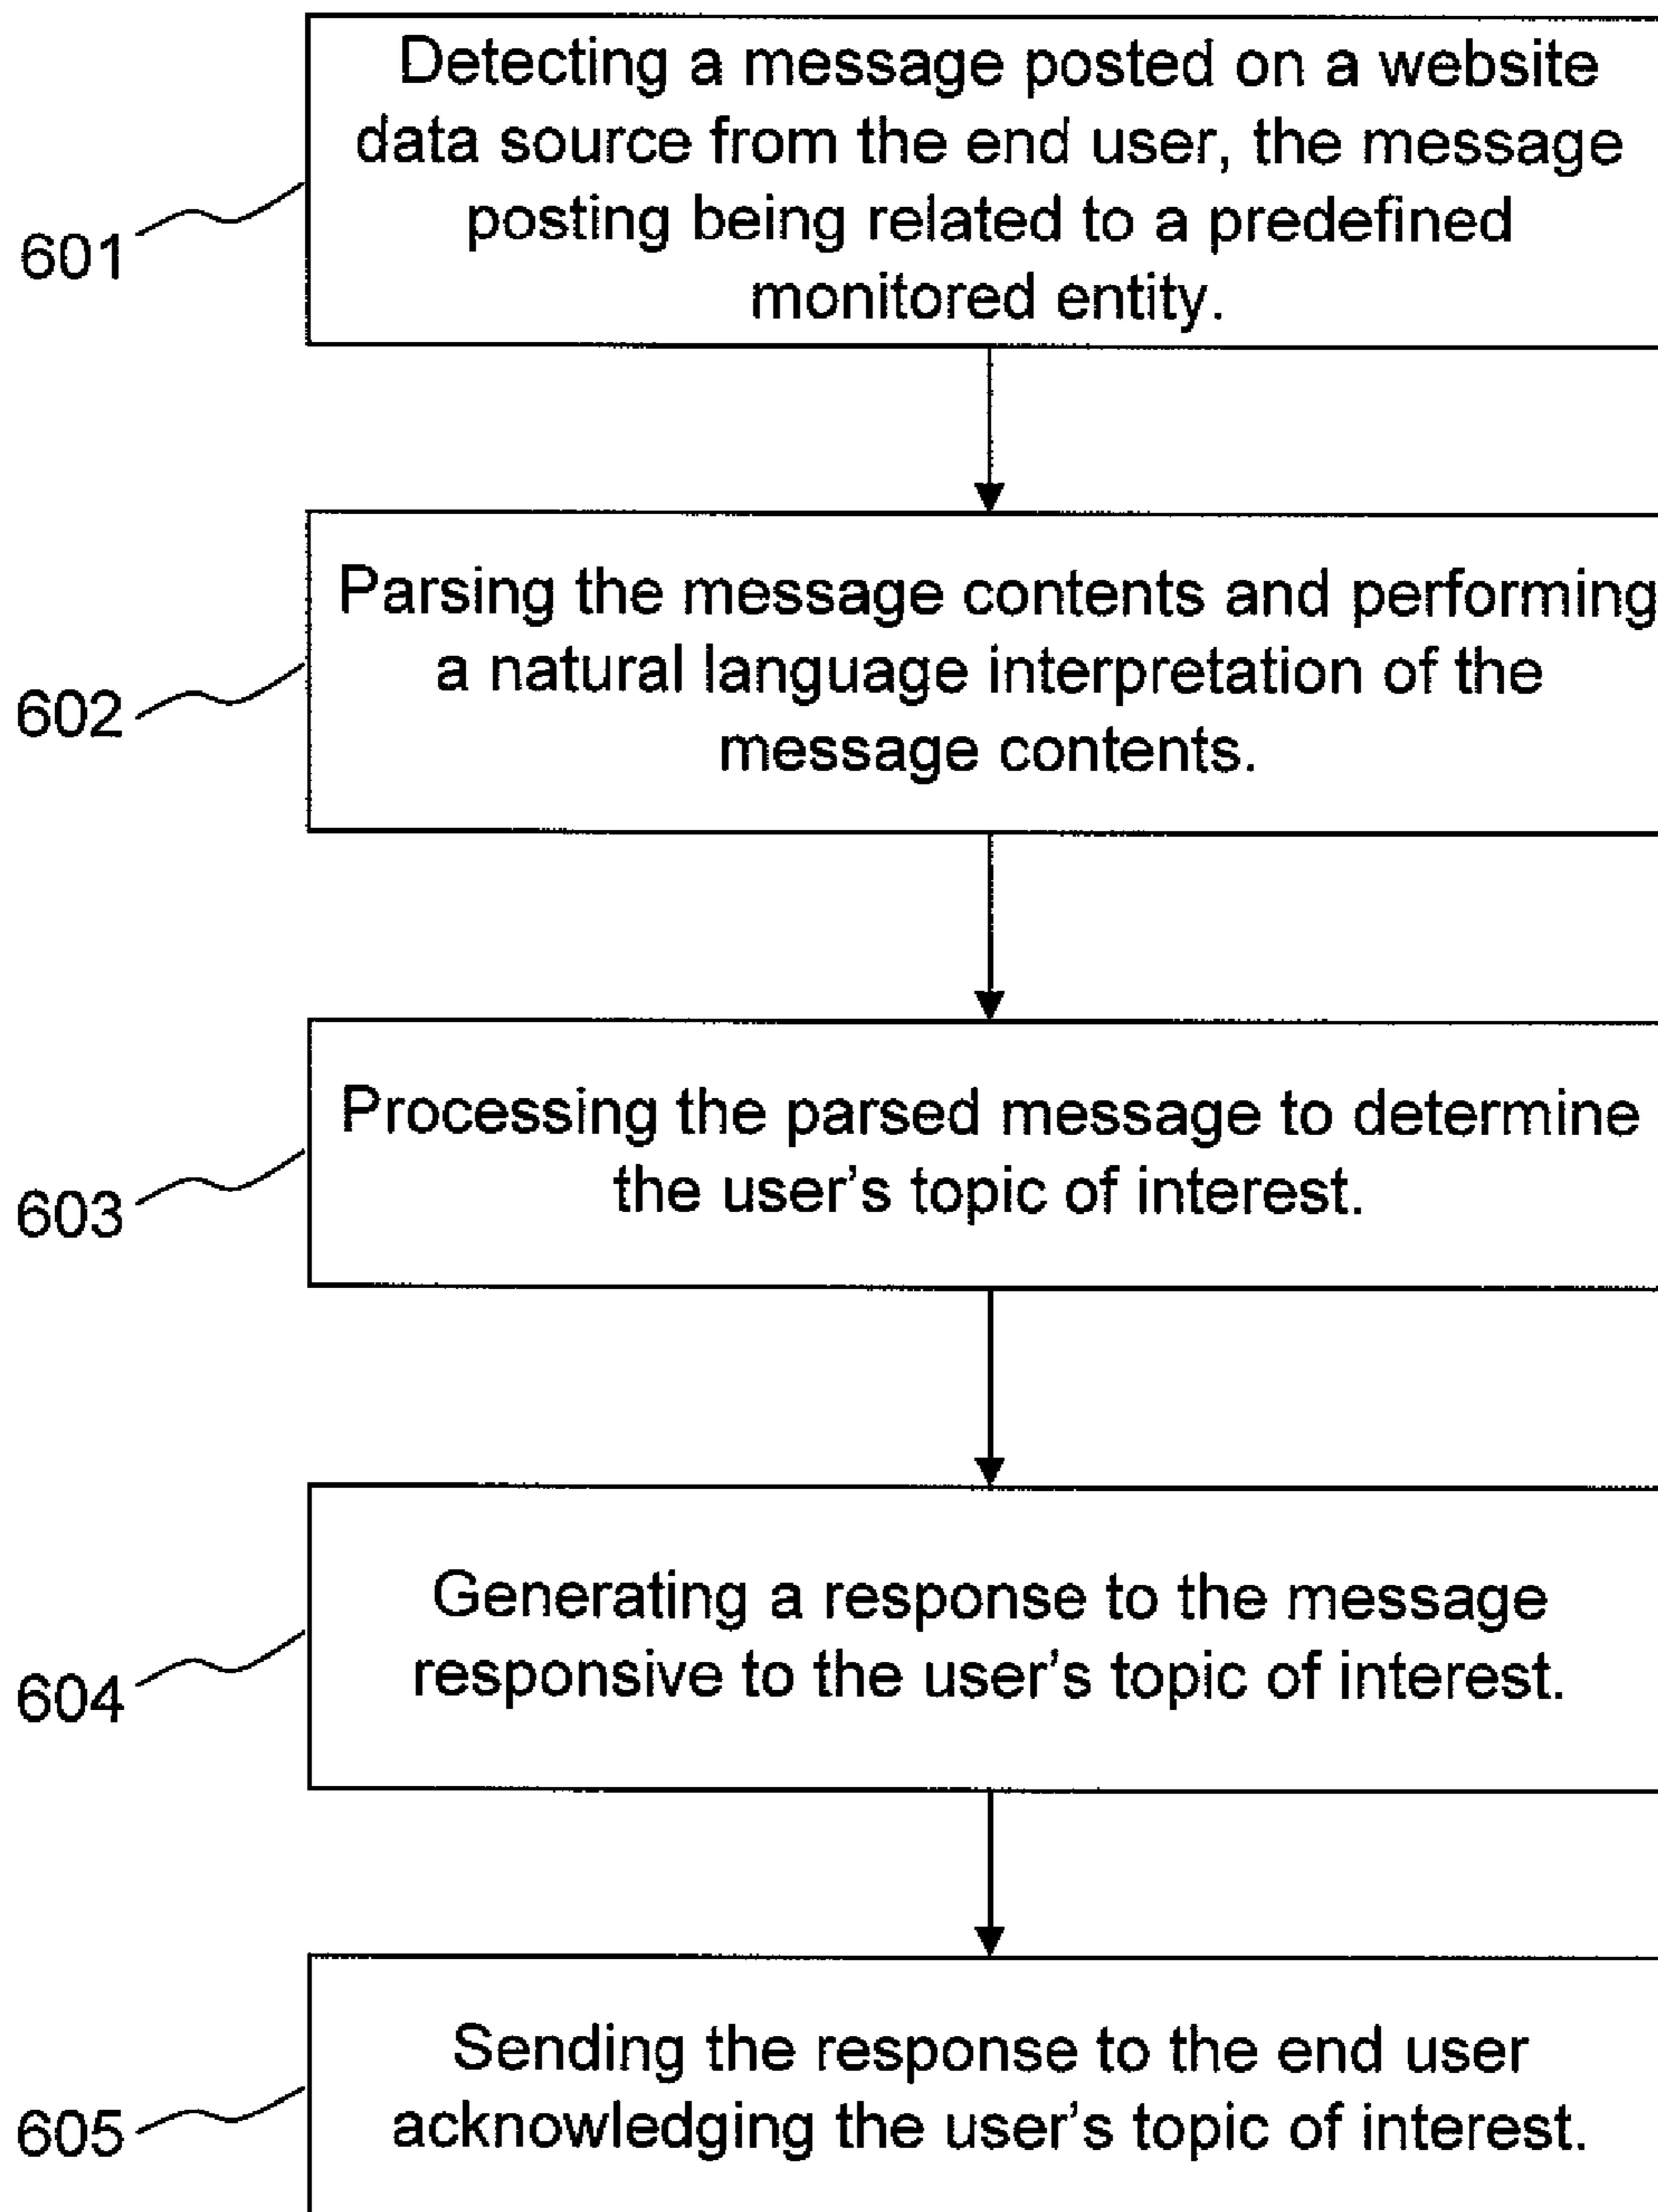 Detecting a message posted on a website
data source from the end user, the message
posting being related to a predefined
monitored entity.
601
Parsing the message contents and performing
a natural language interpretation of the
message contents.
602
Processing the parsed message to determine
the user's topic of interest.
603
Generating a response to the message
responsive to the user's topic of interest.
604
Sending the response to the end user
acknowledging the user's topic of interest.
605